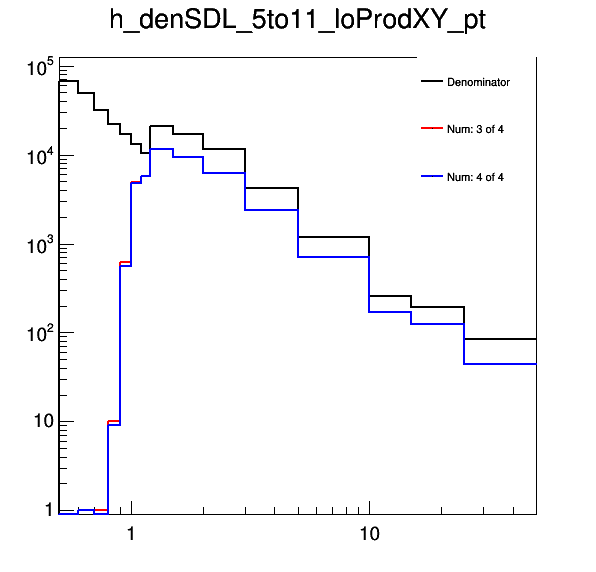 h_denSDL_5to11_loProdXY_pt
10⁵
10⁴
10³
10²
10
1
1
10
Denominator
Num: 3 of 4
Num: 4 of 4